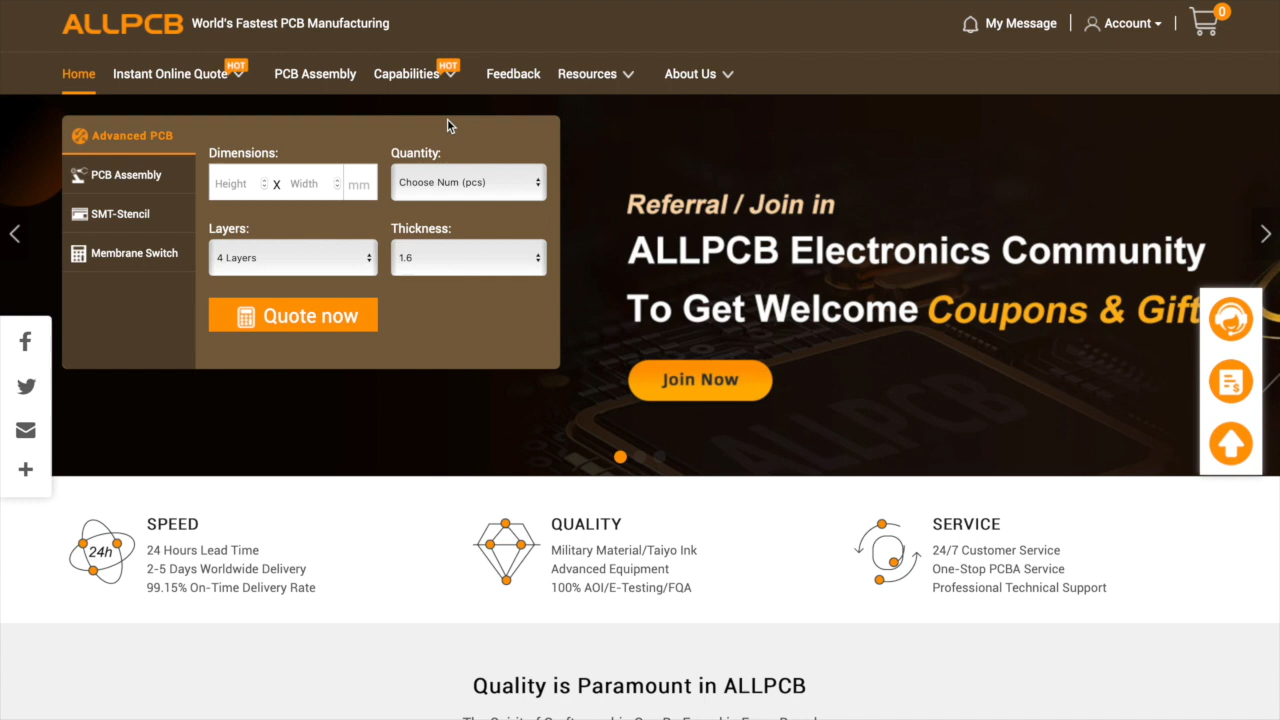 ALLPCB World's Fastest PCB Manufacturing
My Message
Account
0
Home
Instant Online Quote HOT
PCB Assembly
Capabilities HOT
Feedback
Resources
About Us
Advanced PCB
PCB Assembly
SMT-Stencil
Membrane Switch
Dimensions:
Height X Width mm
Quantity:
Choose Num (pcs)
Layers:
4 Layers
Thickness:
1.6
Quote now
Referral / Join in
ALLPCB Electronics Community
To Get Welcome Coupons & Gift
Join Now
ALLPCB
24h
SPEED
24 Hours Lead Time
2-5 Days Worldwide Delivery
99.15% On-Time Delivery Rate
QUALITY
Military Material/Taiyo Ink
Advanced Equipment
100% AOI/E-Testing/FQA
SERVICE
24/7 Customer Service
One-Stop PCBA Service
Professional Technical Support
Quality is Paramount in ALLPCB